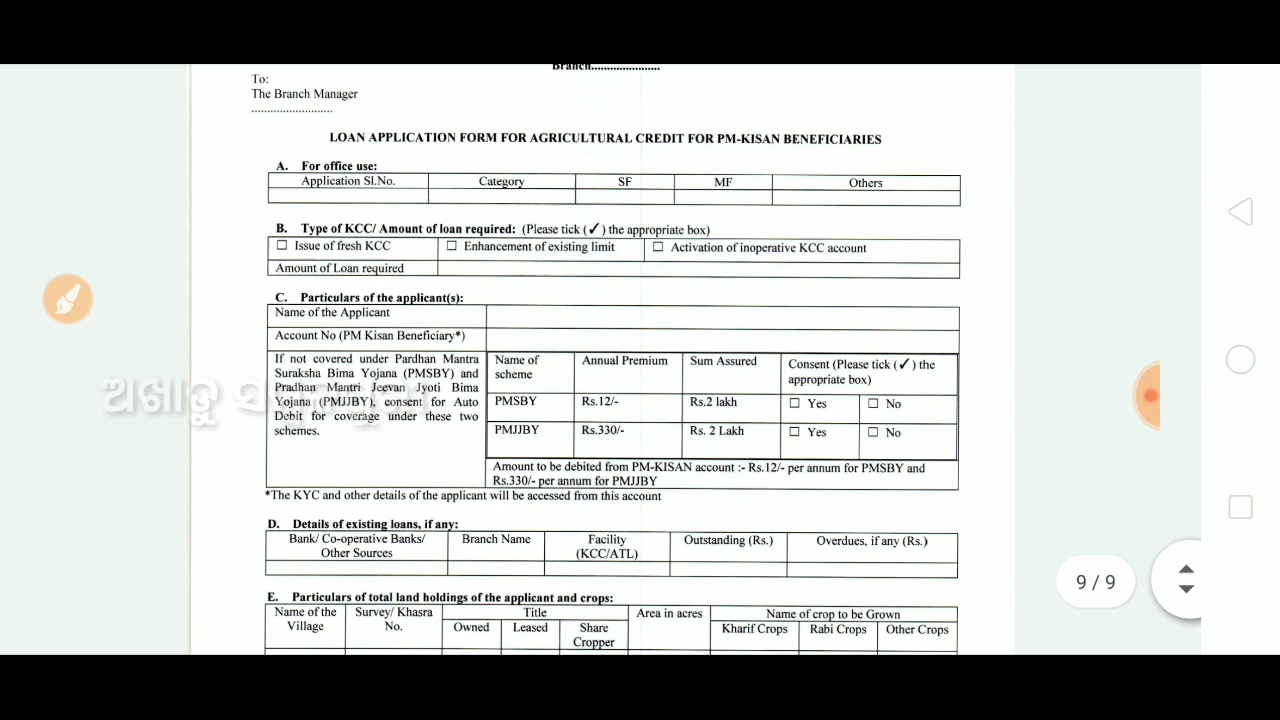 Branch......................
To:
The Branch Manager
..........................
LOAN APPLICATION FORM FOR AGRICULTURAL CREDIT FOR PM-KISAN BENEFICIARIES
A. For office use:
Application Sl.No. Category SF MF Others
B. Type of KCC/ Amount of loan required: (Please tick (✓) the appropriate box)
☐ Issue of fresh KCC ☐ Enhancement of existing limit ☐ Activation of inoperative KCC account
Amount of Loan required
C. Particulars of the applicant(s):
Name of the Applicant
Account No (PM Kisan Beneficiary*)
If not covered under Pardhan Mantra
Suraksha Bima Yojana (PMSBY) and
Pradhan Mantri Jeevan Jyoti Bima
Yojana (PMJJBY), consent for Auto
Debit for coverage under these two
schemes.
Name of
scheme
Annual Premium
Sum Assured
Consent (Please tick (✓) the
appropriate box)
PMSBY Rs.12/- Rs.2 lakh ☐ Yes ☐ No
PMJJBY Rs.330/- Rs. 2 Lakh ☐ Yes ☐ No
Amount to be debited from PM-KISAN account :- Rs.12/- per annum for PMSBY and
Rs.330/- per annum for PMJJBY
*The KYC and other details of the applicant will be accessed from this account
D. Details of existing loans, if any:
Bank/ Co-operative Banks/
Other Sources
Branch Name
Facility
(KCC/ATL)
Outstanding (Rs.)
Overdues, if any (Rs.)
E. Particulars of total land holdings of the applicant and crops:
Name of the
Village
Survey/ Khasra
No.
Title
Owned Leased Share
Cropper
Area in acres
Name of crop to be Grown
Kharif Crops Rabi Crops Other Crops
9 / 9